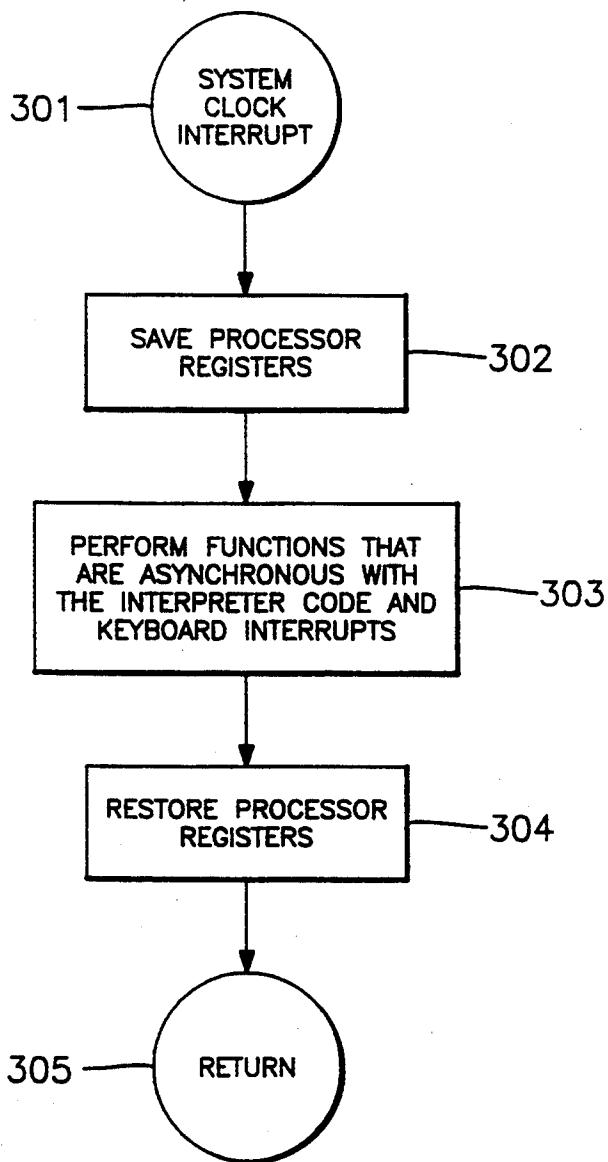 301
SYSTEM
CLOCK
INTERRUPT
SAVE PROCESSOR
REGISTERS
302
PERFORM FUNCTIONS THAT
ARE ASYNCHRONOUS WITH
THE INTERPRETER CODE AND
KEYBOARD INTERRUPTS
303
RESTORE PROCESSOR
REGISTERS
304
305
RETURN